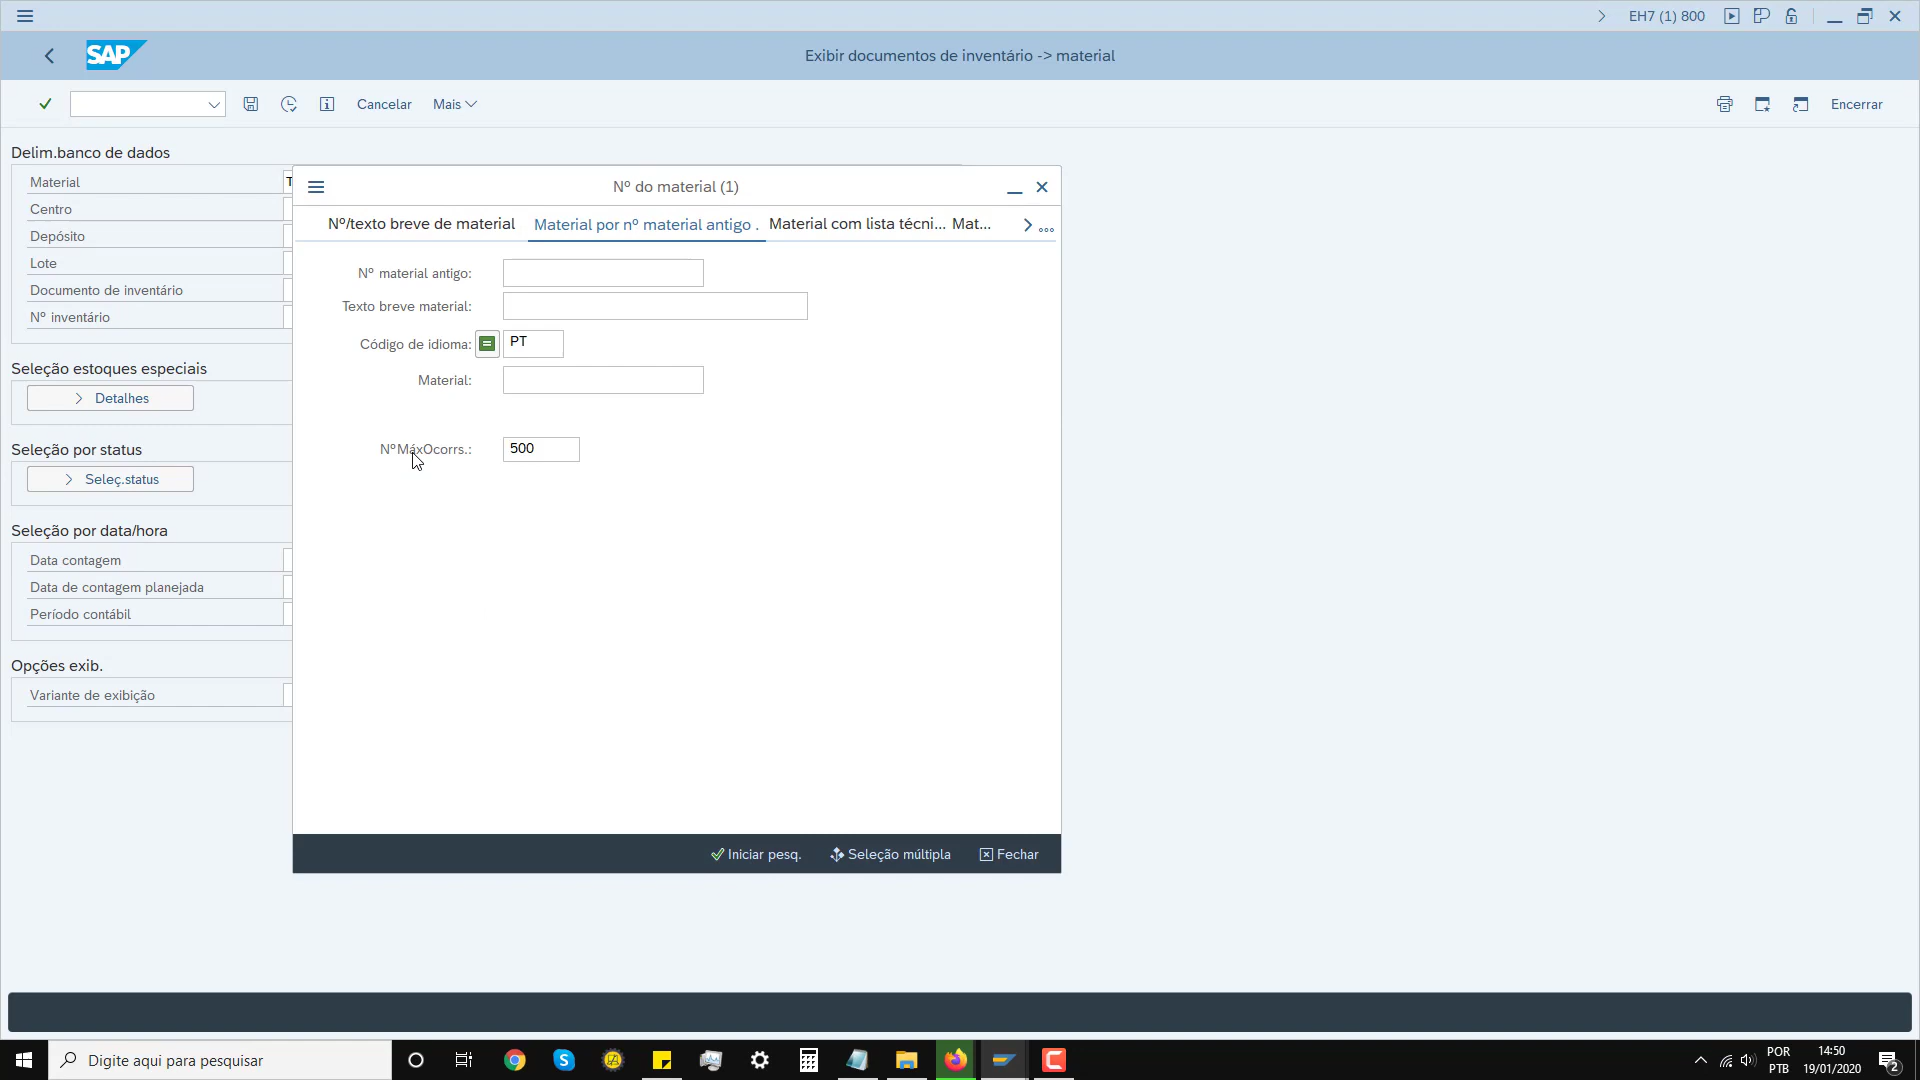 EH7 (1) 800
SAP
Exibir documentos de inventário -> material
Cancelar
Mais
Encerrar
Delim.banco de dados
Material
T
Centro
Depósito
Lote
Documento de inventário
Nº inventário
Seleção estoques especiais
Detalhes
Seleção por status
Seleç.status
Seleção por data/hora
Data contagem
Data de contagem planejada
Período contábil
Opções exib.
Variante de exibição
Nº do material (1)
Nº/texto breve de material
Material por nº material antigo .
Material com lista técni...
Mat...
Nº material antigo:
Texto breve material:
Código de idioma:
PT
Material:
NºMáxOcorrs.:
500
Iniciar pesq.
Seleção múltipla
Fechar
Digite aqui para pesquisar
POR
PTB
14:50
19/01/2020
2